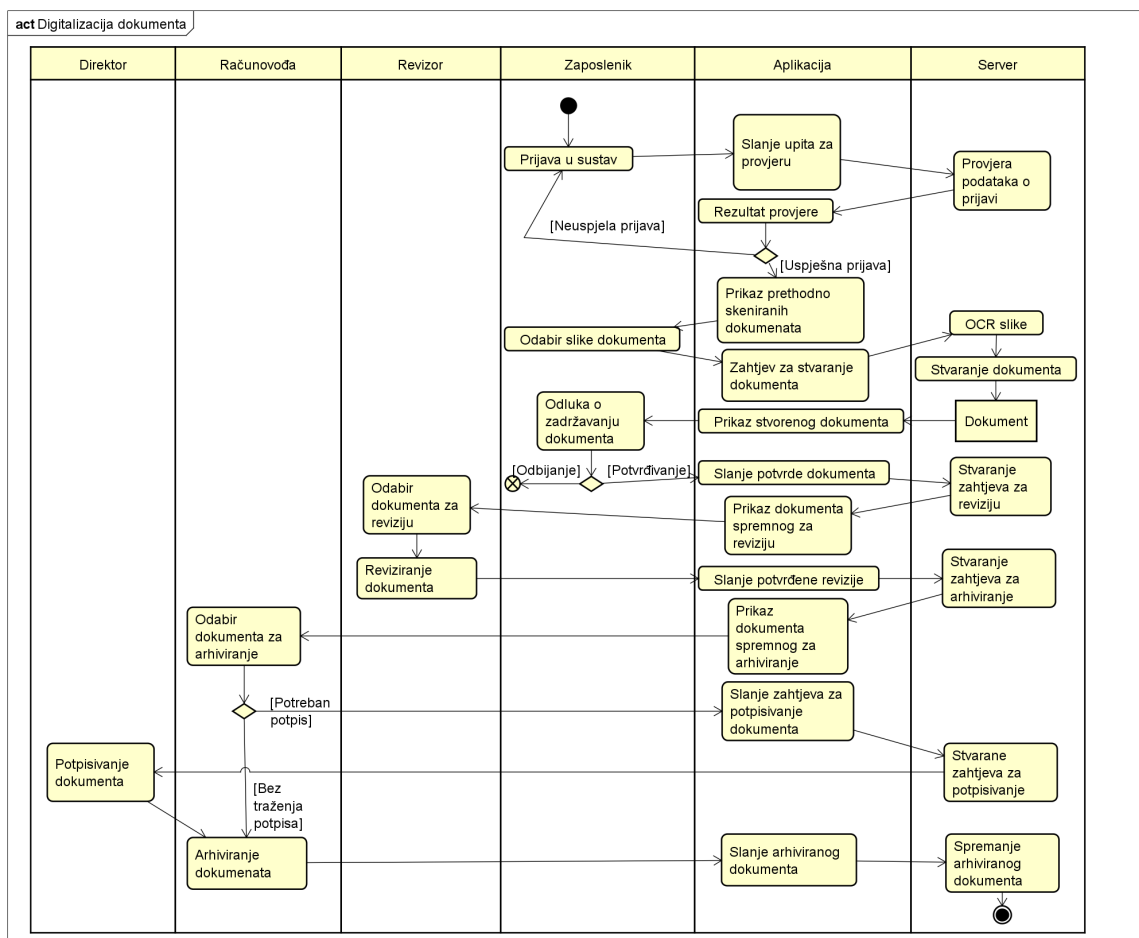 act Digitalizacija dokumenta
Direktor
Računovođa
Revizor
Zaposlenik
Aplikacija
Server
Prijava u sustav
Slanje upita za
provjeru
Provjera
podataka o
prijavi
Rezultat provjere
[Neuspjela prijava]
[Uspješna prijava]
Prikaz prethodno
skeniranih
dokumenata
Odabir slike dokumenta
Zahtjev za stvaranje
dokumenta
OCR slike
Stvaranje dokumenta
Dokument
Prikaz stvorenog dokumenta
Odluka o
zadržavanju
dokumenta
[Odbijanje]
[Potvrđivanje]
Slanje potvrde dokumenta
Stvaranje
zahtjeva za
reviziju
Prikaz dokumenta
spremnog za
reviziju
Odabir
dokumenta za
reviziju
Reviziranje
dokumenta
Slanje potvrđene revizije
Stvaranje
zahtjeva za
arhiviranje
Prikaz
dokumenta
spremnog za
arhiviranje
Odabir
dokumenta za
arhiviranje
[Potreban
potpis]
Slanje zahtjeva za
potpisivanje
dokumenta
Stvarane
zahtjeva za
potpisivanje
Potpisivanje
dokumenta
[Bez
traženja
potpisa]
Arhiviranje
dokumenata
Slanje arhiviranog
dokumenta
Spremanje
arhiviranog
dokumenta